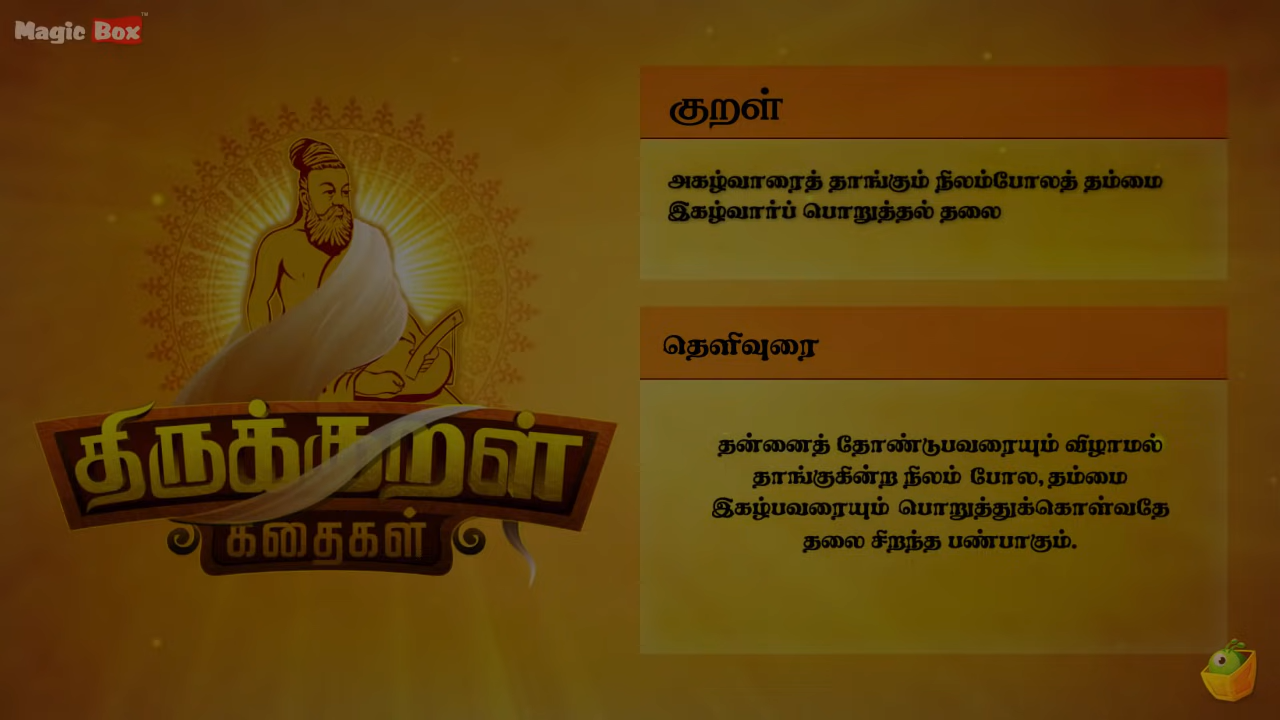 Magic Box™
குறள்
அகழ்வாரைத் தாங்கும் நிலம்போலத் தம்மை
இகழ்வார்ப் பொறுத்தல் தலை
தெளிவுரை
தன்னைத் தோண்டுபவரையும் விழாமல்
தாங்குகின்ற நிலம் போல, தம்மை
இகழ்பவரையும் பொறுத்துக்கொள்வதே
தலை சிறந்த பண்பாகும்.
திருக்குறள்
கதைகள்